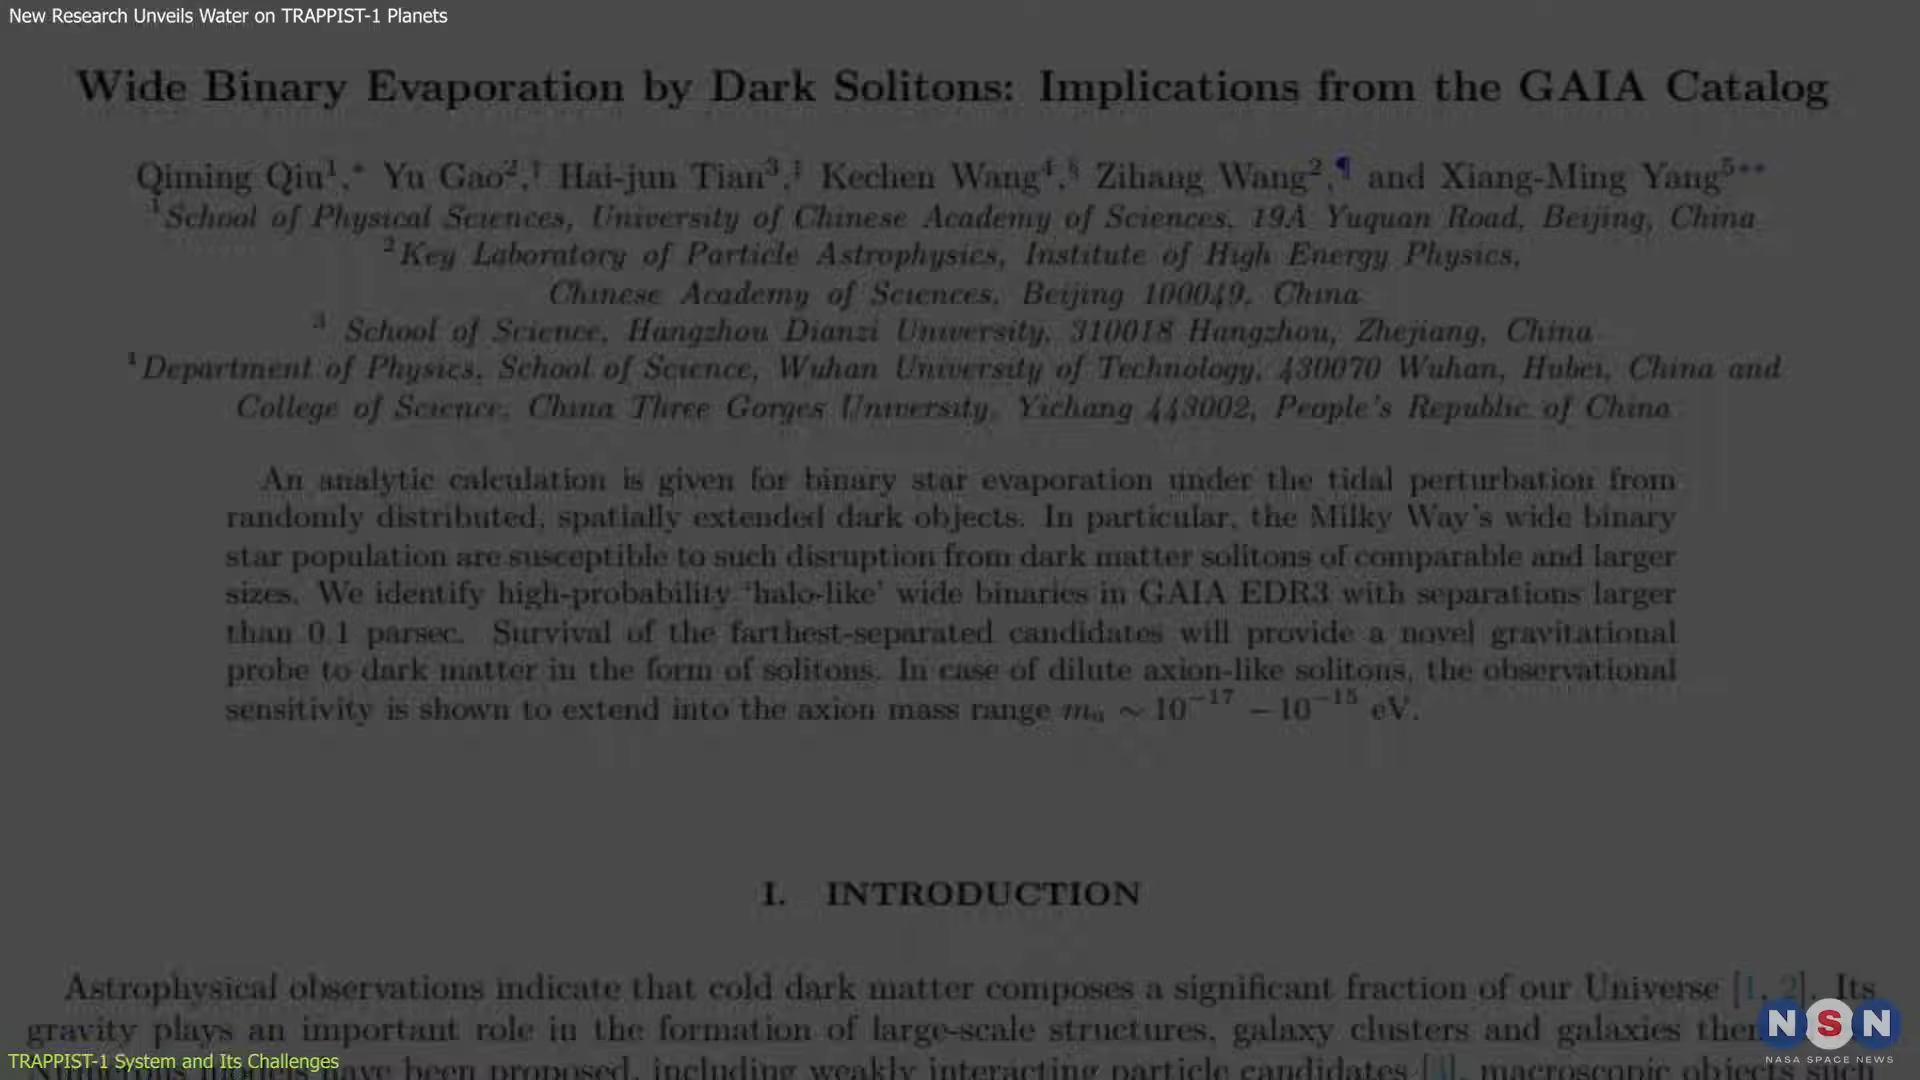 New Research Unveils Water on TRAPPIST-1 Planets
Wide Binary Evaporation by Dark Solitons: Implications from the GAIA Catalog
Qiming Qiu¹,* Yu Gao²,† Hai-jun Tian³,‡ Kechen Wang⁴,§ Zihang Wang²,¶ and Xiang-Ming Yang⁵**
¹School of Physical Sciences, University of Chinese Academy of Sciences, 19A Yuquan Road, Beijing, China
²Key Laboratory of Particle Astrophysics, Institute of High Energy Physics,
Chinese Academy of Sciences, Beijing 100049, China
³ School of Science, Hangzhou Dianzi University, 310018 Hangzhou, Zhejiang, China
⁴Department of Physics, School of Science, Wuhan University of Technology, 430070 Wuhan, Hubei, China and
College of Science, China Three Gorges University, Yichang 443002, People's Republic of China
An analytic calculation is given for binary star evaporation under the tidal perturbation from
randomly distributed, spatially extended dark objects. In particular, the Milky Way's wide binary
star population are susceptible to such disruption from dark matter solitons of comparable and larger
sizes. We identify high-probability 'halo-like' wide binaries in GAIA EDR3 with separations larger
than 0.1 parsec. Survival of the farthest-separated candidates will provide a novel gravitational
probe to dark matter in the form of solitons. In case of dilute axion-like solitons, the observational
sensitivity is shown to extend into the axion mass range mₐ ~ 10⁻¹⁷ – 10⁻¹⁵ eV.
I. INTRODUCTION
Astrophysical observations indicate that cold dark matter composes a significant fraction of our Universe [1, 2]. Its
gravity plays an important role in the formation of large-scale structures, galaxy clusters and galaxies
NSN
NASA SPACE NEWS
TRAPPIST-1 System and Its Challenges
have been proposed, including weakly interacting particle candidates [3], macroscopic objects such